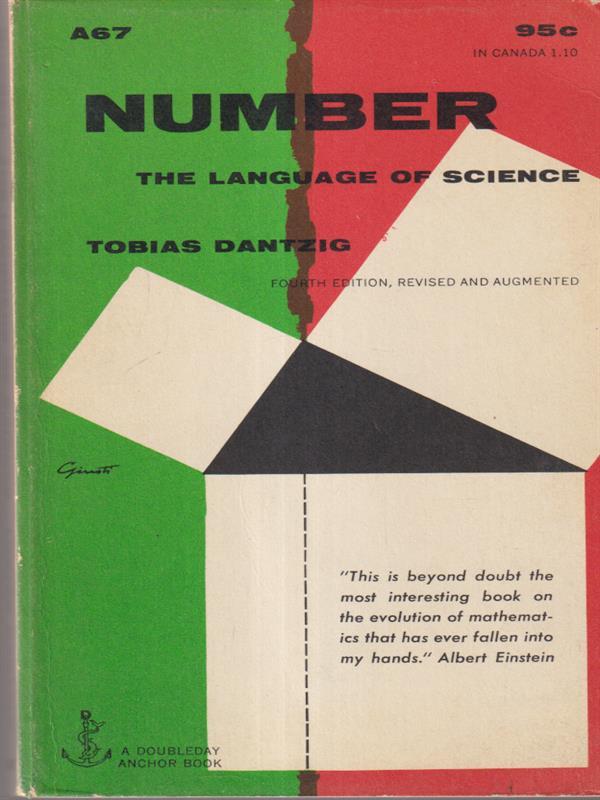 A67
95c
IN CANADA 1.10
NUMBER
THE LANGUAGE OF SCIENCE
TOBIAS DANTZIG
FOURTH EDITION, REVISED AND AUGMENTED
Giusti
"This is beyond doubt the
most interesting book on
the evolution of mathemat-
ics that has ever fallen into
my hands." Albert Einstein
A DOUBLEDAY
ANCHOR BOOK